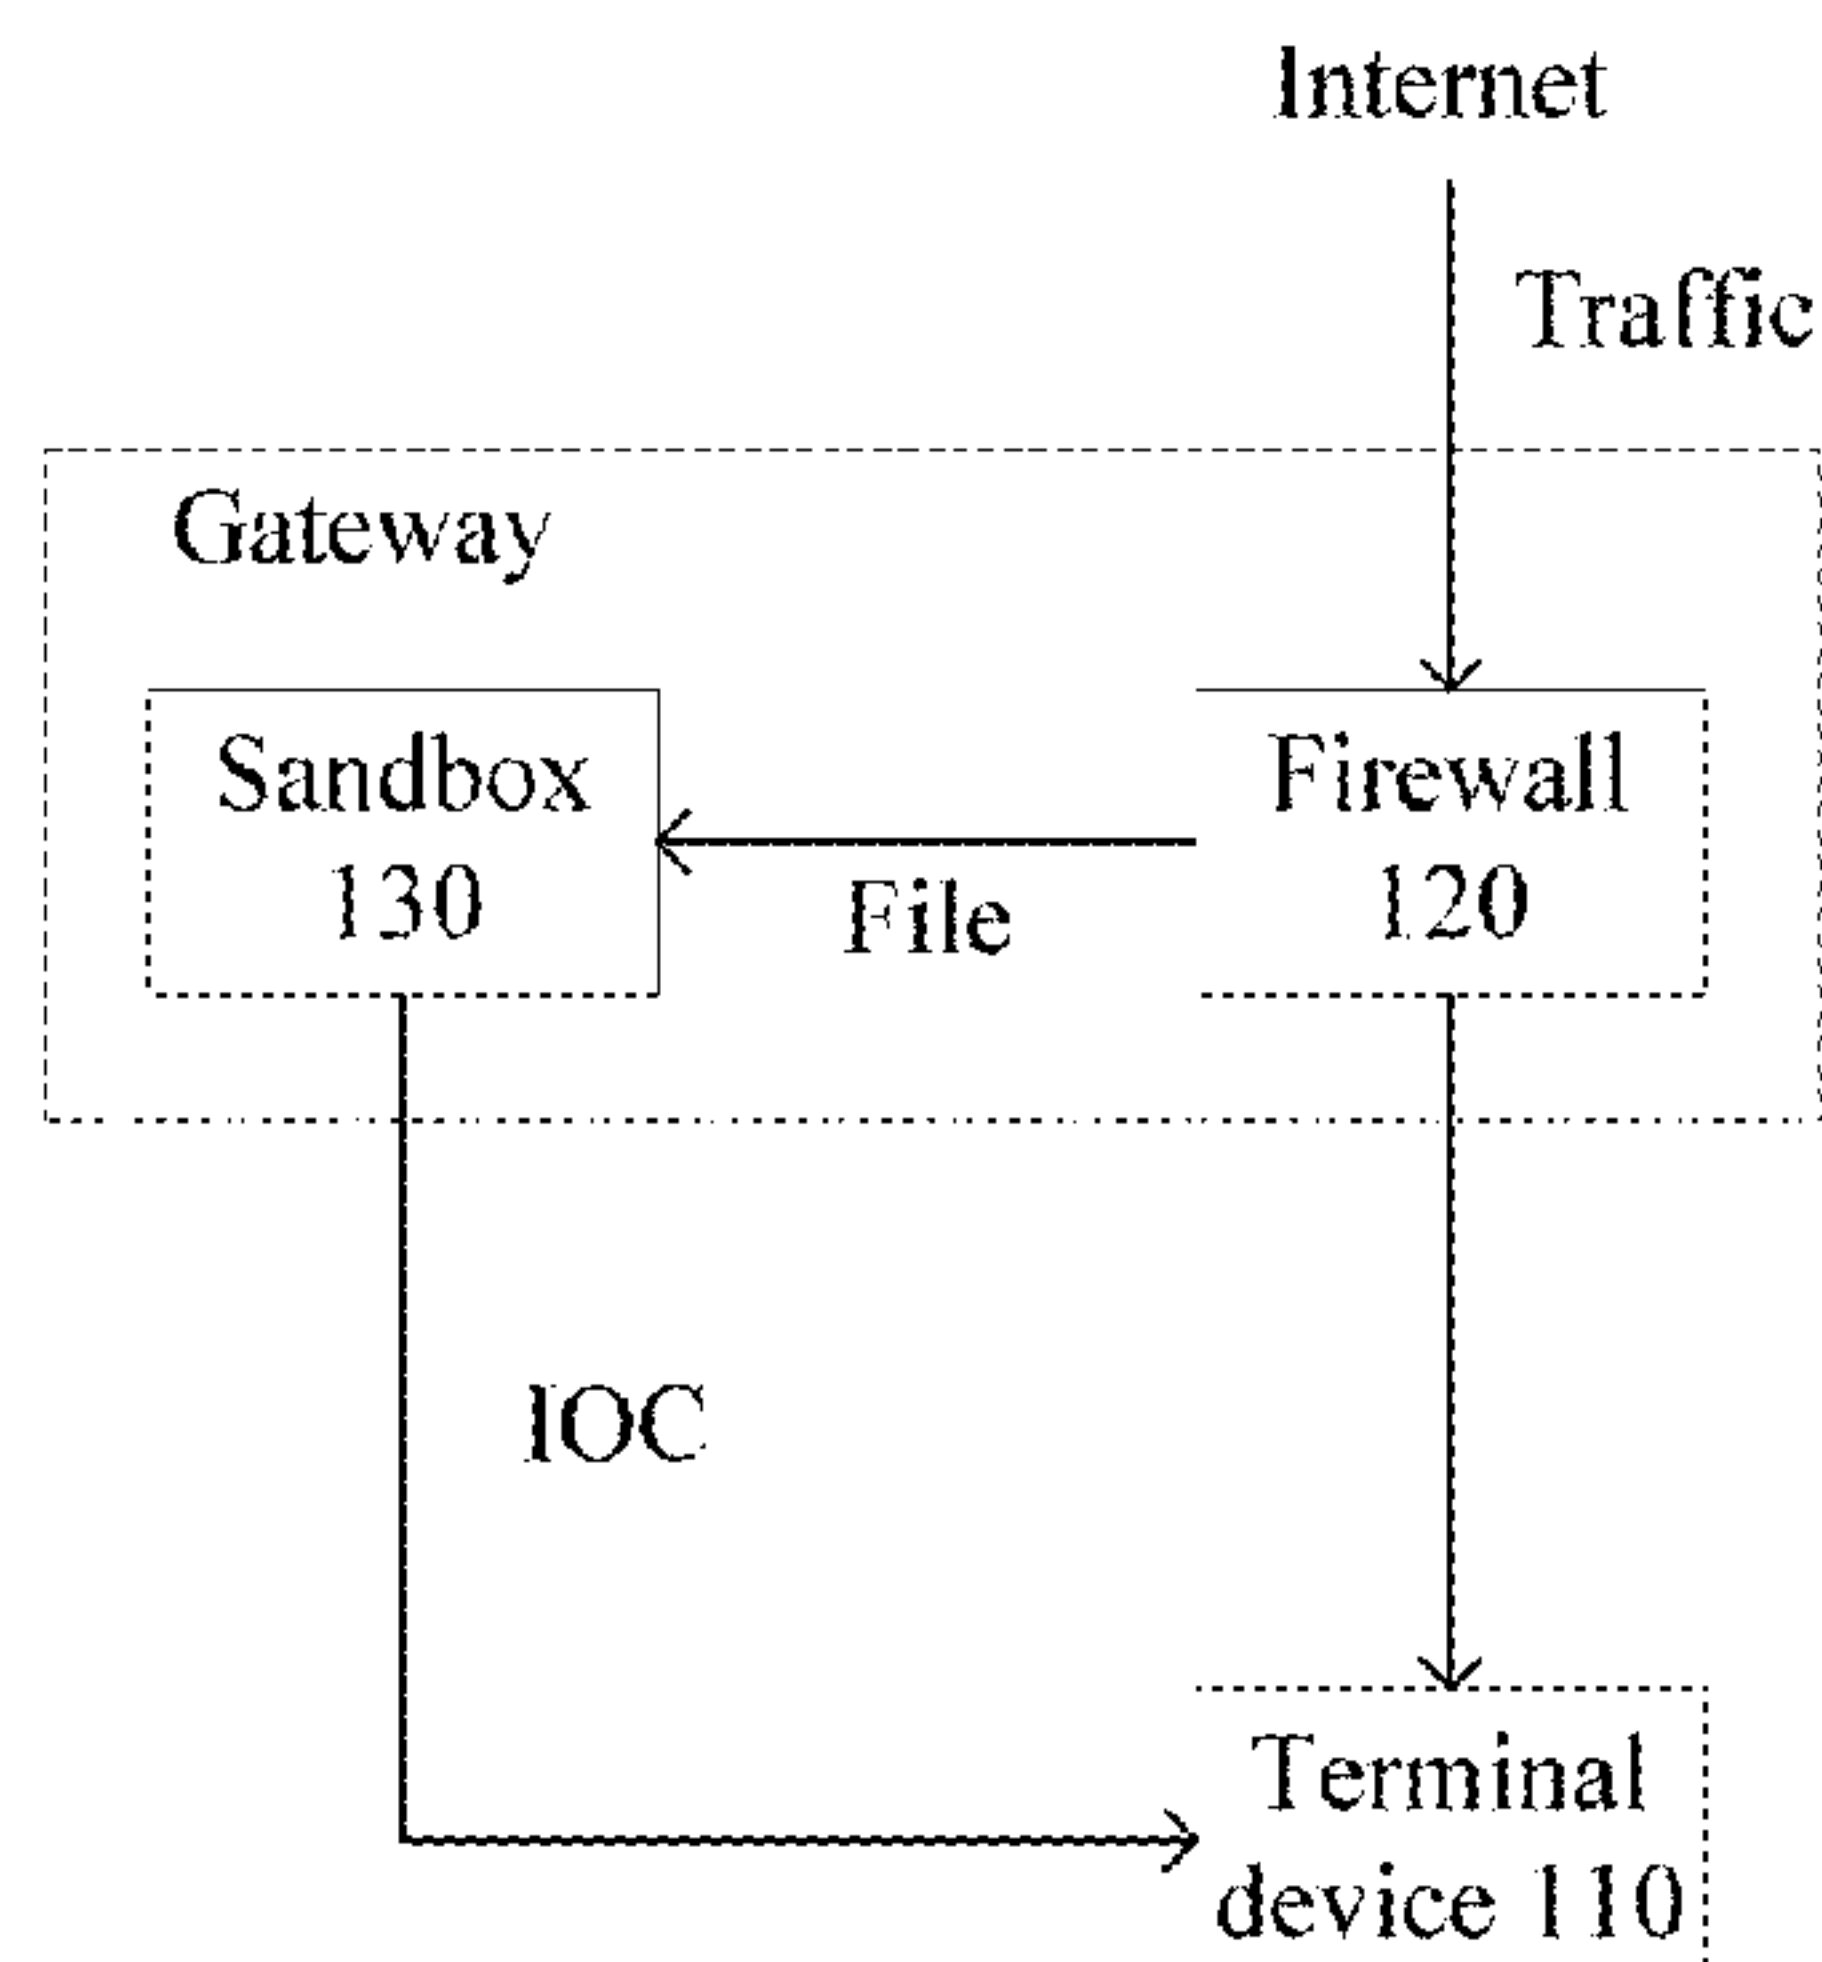 Internet
Traffic
Gateway
Sandbox
130
File
Firewall
120
IOC
Terminal
device 110